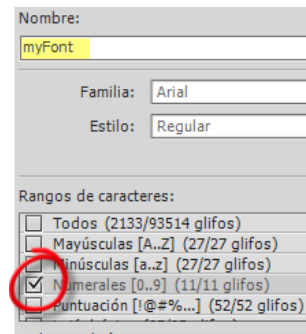 Nombre:
myFont
Familia: Arial
Estilo: Regular
Rangos de caracteres:
Todos (2133/93514 glifos)
Mayúsculas [A..Z] (27/27 glifos)
Minúsculas [a..z] (27/27 glifos)
Numerales [0..9] (11/11 glifos)
Puntuación [!@#%...] (52/52 glifos)